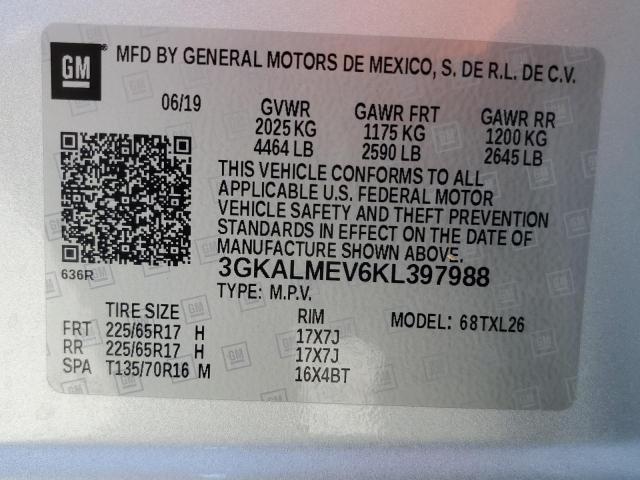 GM MFD BY GENERAL MOTORS DE MEXICO, S. DE R.L. DE C.V.
06/19 GVWR GAWR FRT GAWR RR
2025 KG 1175 KG 1200 KG
4464 LB 2590 LB 2645 LB
THIS VEHICLE CONFORMS TO ALL
APPLICABLE U.S. FEDERAL MOTOR
VEHICLE SAFETY AND THEFT PREVENTION
STANDARDS IN EFFECT ON THE DATE OF
MANUFACTURE SHOWN ABOVE.
636R 3GKALMEV6KL397988
TYPE: M.P.V.
TIRE SIZE RIM MODEL: 68TXL26
FRT 225/65R17 H 17X7J
RR 225/65R17 H 17X7J
SPA T135/70R16 M 16X4BT